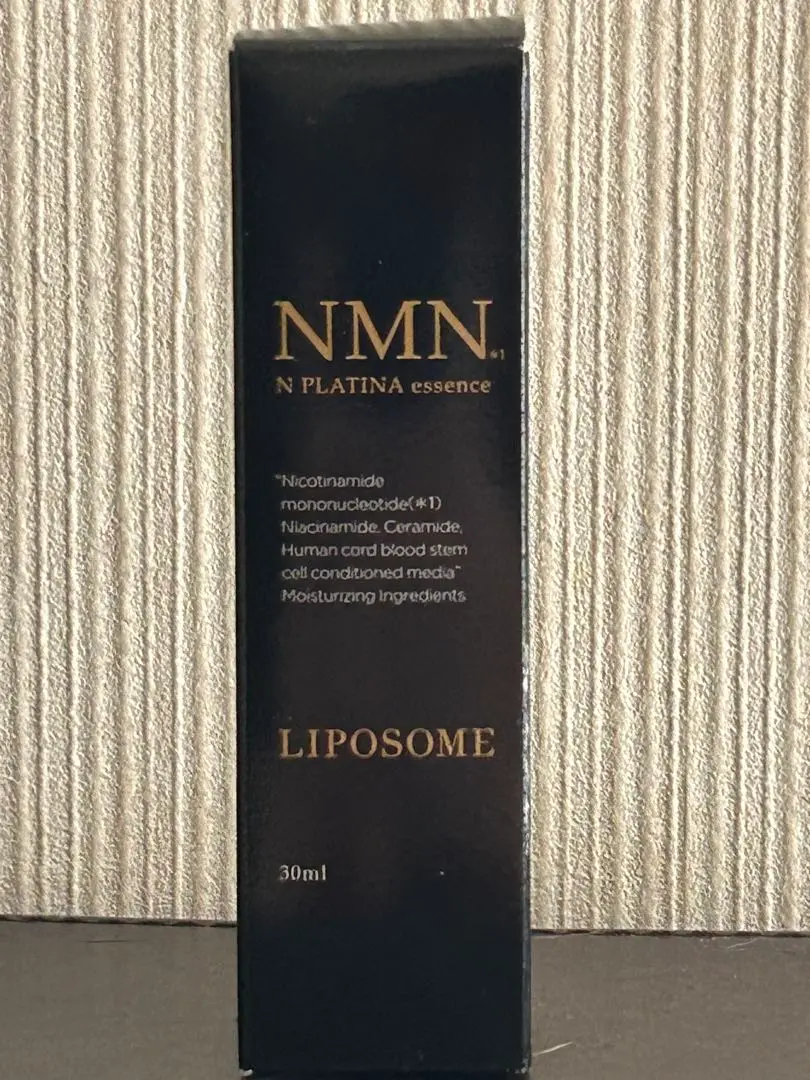 NMN*1
N PLATINA essence
"Nicotinamide
mononucleotide(*1)
Niacinamide, Ceramide,
Human cord blood stem
cell conditioned media"
Moisturizing Ingredients
LIPOSOME
30ml